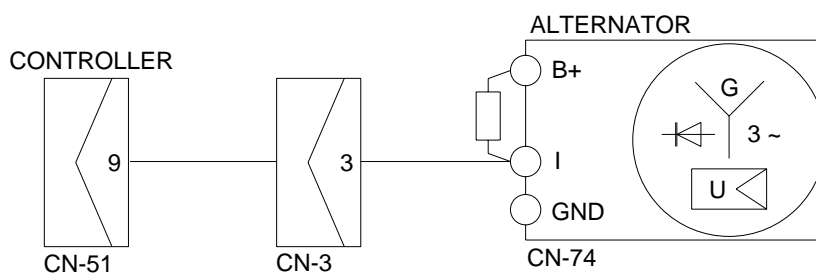 ALTERNATOR
CONTROLLER
B+
G
9
3
I
3 ~
U
GND
CN-51
CN-3
CN-74